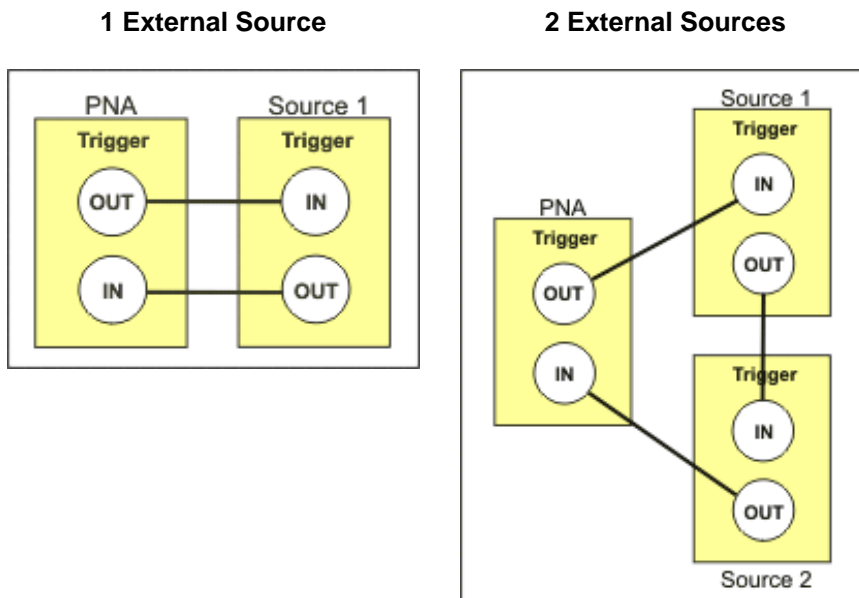 1 External Source
2 External Sources
PNA
Source 1
Trigger
Trigger
OUT
IN
IN
OUT
Source 1
Trigger
IN
OUT
PNA
Trigger
OUT
IN
Trigger
IN
OUT
Source 2